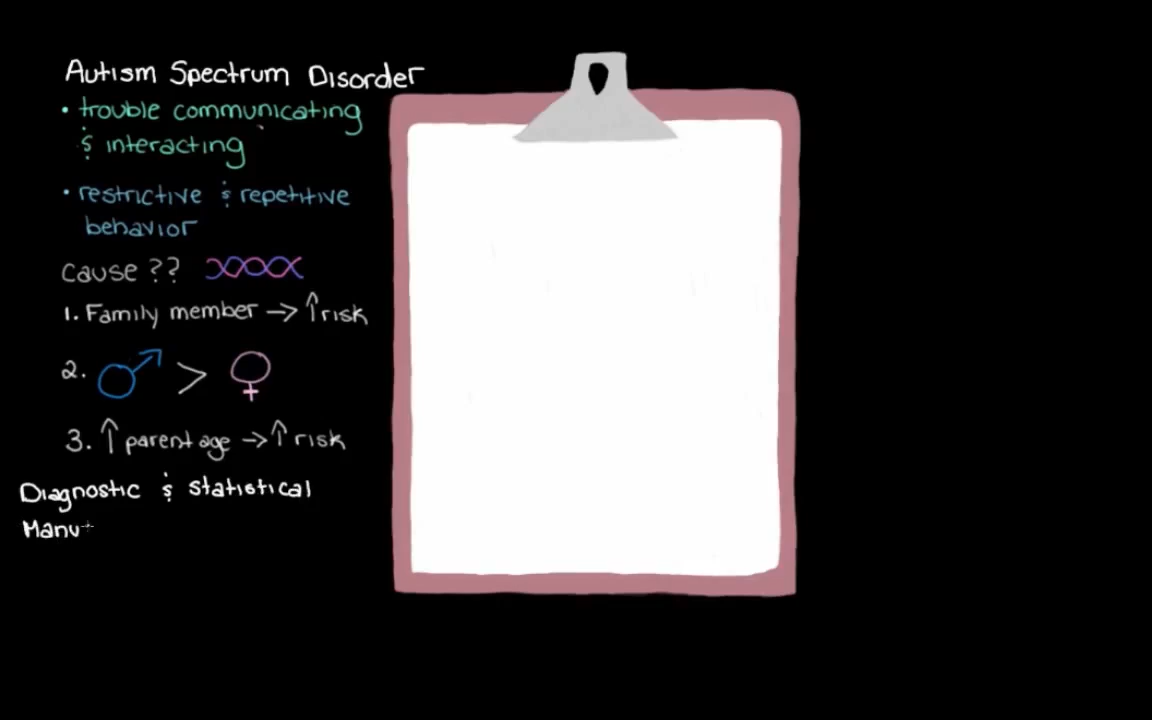 Autism Spectrum Disorder
• trouble communicating
& interacting
• restrictive & repetitive
behavior
cause ??
1. Family member → ↑ risk
2. ♂ > ♀
3. ↑ parent age → ↑ risk
Diagnostic & Statistical
Manu